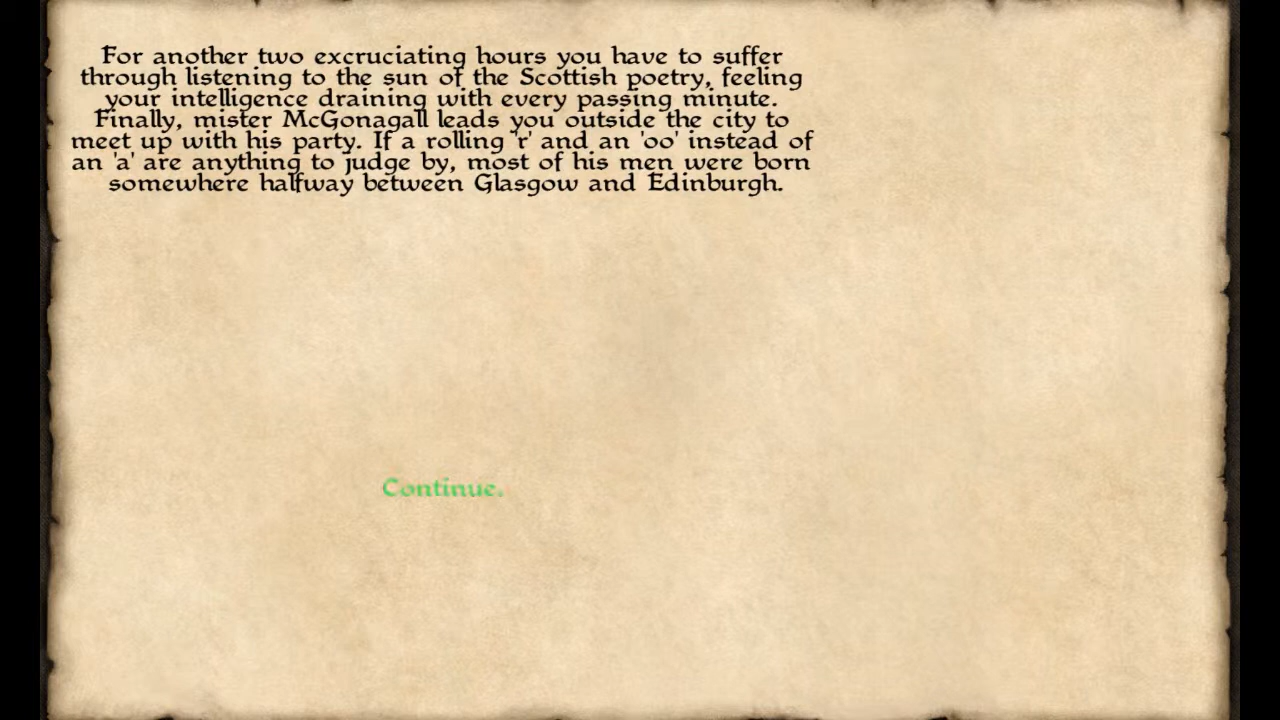 For another two excruciating hours you have to suffer
through listening to the sun of the Scottish poetry, feeling
your intelligence draining with every passing minute.
Finally, mister McGonagall leads you outside the city to
meet up with his party. If a rolling 'r' and an 'oo' instead of
an 'a' are anything to judge by, most of his men were born
somewhere halfway between Glasgow and Edinburgh.
Continue.